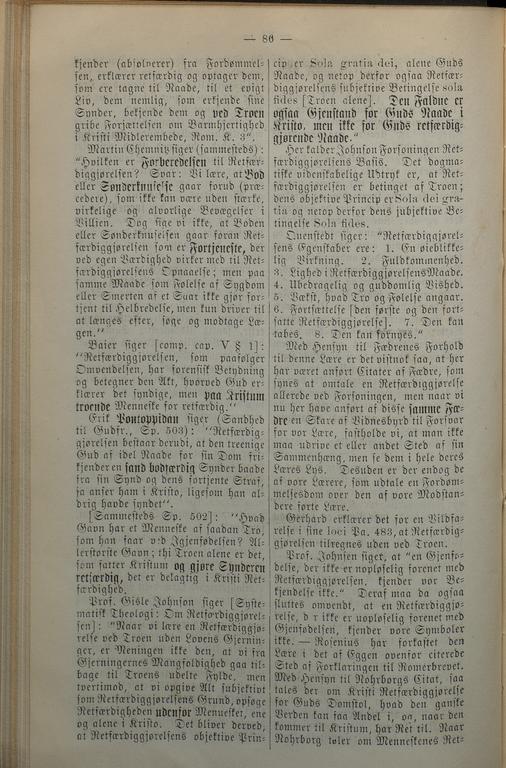 — 86 —
kjender (absolverer) fra Fordømmel-
sen, erklærer retfærdig og optager dem,
som ere tagne til Naade, til et evigt
Liv, dem nemlig, som erkjende sine
Synder, bekjende dem og ved Troen
gribe Forjættelsen om Barmhjertighed
i Kristi Midlerembede, Rom. K. 3".
Martin Chemnitz siger (sammesteds):
"Hvilken er Forberedelsen til Retfær-
diggjørelsen? Svar: Vi lære, at Bod
eller Sønderknuselse gaar forud (præ-
cedere), som ikke kan være uden stærke,
virkelige og alvorlige Bevægelser i
Villien. Dog sige vi ikke, at Boden
eller Sønderknuselsen gaar foran Ret-
færdiggjørelsen som er Fortjeneste, der
ved egen Værdighed virker med til Ret-
færdiggjørelsens Opnaaelse; men paa
samme Maade som Følelse af Sygdom
eller Smerten af et Saar ikke gjør for-
tjent til Helbredelse, men kun driver til
at længes efter, søge og modtage Læ-
gen."
Baier siger [comp. cap. V § 1]:
"Retfærdiggjørelsen, som paafølger
Omvendelsen, har forensisk Betydning
og betegner den Akt, hvorved Gud er-
klærer det syndige, men paa Kristum
troende Menneske for retfærdig."
Erik Pontoppidan siger (Sandhed
til Gudfr., Sp. 503): "Retfærdig-
gjørelsen bestaar derudi, at den treenige
Gud af idel Naade for sin Dom fri-
kjender en sand bodfærdig Synder baade
fra sin Synd og dens fortjente Straf,
ja anser ham i Kristo, ligesom han al-
drig havde syndet".
[Sammesteds Sp. 502]: "Hvad
Gavn har et Menneske af saadan Tro,
som han faar ved Igjenfødelsen? Al-
lerstørste Gavn; thi Troen alene er det,
som fatter Kristum og gjøre Synderen
retfærdig, det er delagtig i Kristi Ret-
færdighed.
Prof. Gisle Johnson siger [Syste-
matisk Theologi: Om Retfærdiggjørel-
sen]: "Naar vi lære en Retfærdiggjø-
relse ved Troen uden Lovens Gjernin-
ger, er Meningen ikke den, at vi fra
Gjerningernes Mangfoldighed gaa til-
bage til Troens udelte Fylde, men
tvertimod, at vi opgive Alt subjektivt
som Retfærdiggjørelsens Grund, opsøge
Retfærdigheden udenfor Mennesket, ene
og alene i Kristo. Det bliver derved,
at Retfærdiggjørelsens objektive Prin-
cip er Sola gratia dei, alene Guds
Naade, og netop derfor ogsaa Retfær-
diggjørelsens subjektive Betingelse sola
fides [Troen alene]. Den Faldne er
ogsaa Gjenstand for Guds Naade i
Kristo, men ikke for Guds retfærdig-
gjørende Naade."
Her kalder Johnson Forsoningen Ret-
færdiggjørelsens Basis. Det dogma-
tiske videnskabelige Udtryk er, at Ret-
færdiggjørelsen er betinget af Troen;
dens objektive Princip er Sola dei gra-
tia og netop derfor dens subjektive Be-
tingelse Sola fides.
Quenstedt siger: "Retfærdiggjørel-
sens Egenskaber ere: 1. En øieblikke-
lig Virkning. 2. Fuldkommenhed.
3. Lighed i Retfærdiggjørelsens Maade.
4. Ubedragelig og guddomlig Vished.
5. Vækst, hvad Tro og Følelse angaar.
6. Fortsættelse [den første og den fort-
satte Retfærdiggjørelse]. 7. Den kan
tabes. 8. Den kan fornyes."
Med Hensyn til Fædrenes Forhold
til denne Lære er det vistnok saa, at her
har været anført Citater af Fædre, som
synes at omtale en Retfærdiggjørelse
allerede ved Forsoningen, men naar vi
nu her have anført af disse samme Fæ-
dre en Skare af Vidnesbyrd til Forsvar
for vor Lære, fastholde vi, at man ikke
maa udrive et eller andet Sted af sin
Sammenhæng, men se dem i hele deres
Læres Lys. Desuden er der endog de
af vore Lærere, som udtale en Fordøm-
melsesdom over den af vore Modstan-
dere førte Lære.
Gerhard erklærer det for en Vildfa-
relse i sine loci Pa. 483, at Retfærdig-
gjørelsen tilregnes uden ved Troen.
Prof. Johnsen siger, at "en Gjenfø-
delse, der ikke er uopløselig forenet med
Retfærdiggjørelsen, kjender vor Be-
kjendelse ikke." Deraf maa da ogsaa
sluttes omvendt, at en Retfærdiggjø-
relse, d r ikke er uopløselig forenet med
Gjenfødelsen, kjender vore Symboler
ikke. — Rosenius har forkastet den
Lære i det af Eggen ovenfor citerede
Sted af Forklaringen til Romerbrevet.
Med Hensyn til Nohrborgs Citat, saa
tales der om Kristi Retfærdiggjørelse
for Guds Domstol, hvad den ganske
Verden kan faa Andel i, og, naar den
kommer til Kristum, har Ret til. Naar
Nohrborg taler om Menneskenes Ret-